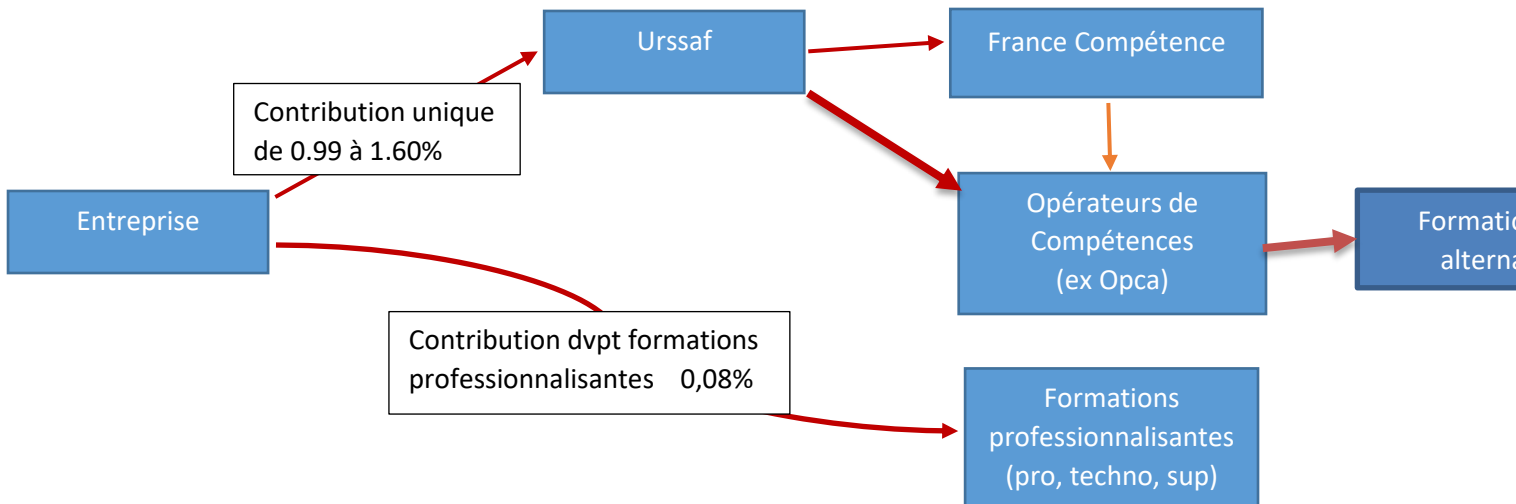 Urssaf
France Compétence
Contribution unique
de 0.99 à 1.60%
Entreprise
Opérateurs de
Compétences
(ex Opca)
Contribution dvpt formations
professionnalisantes 0,08%
Formations
professionnalisantes
(pro, techno, sup)